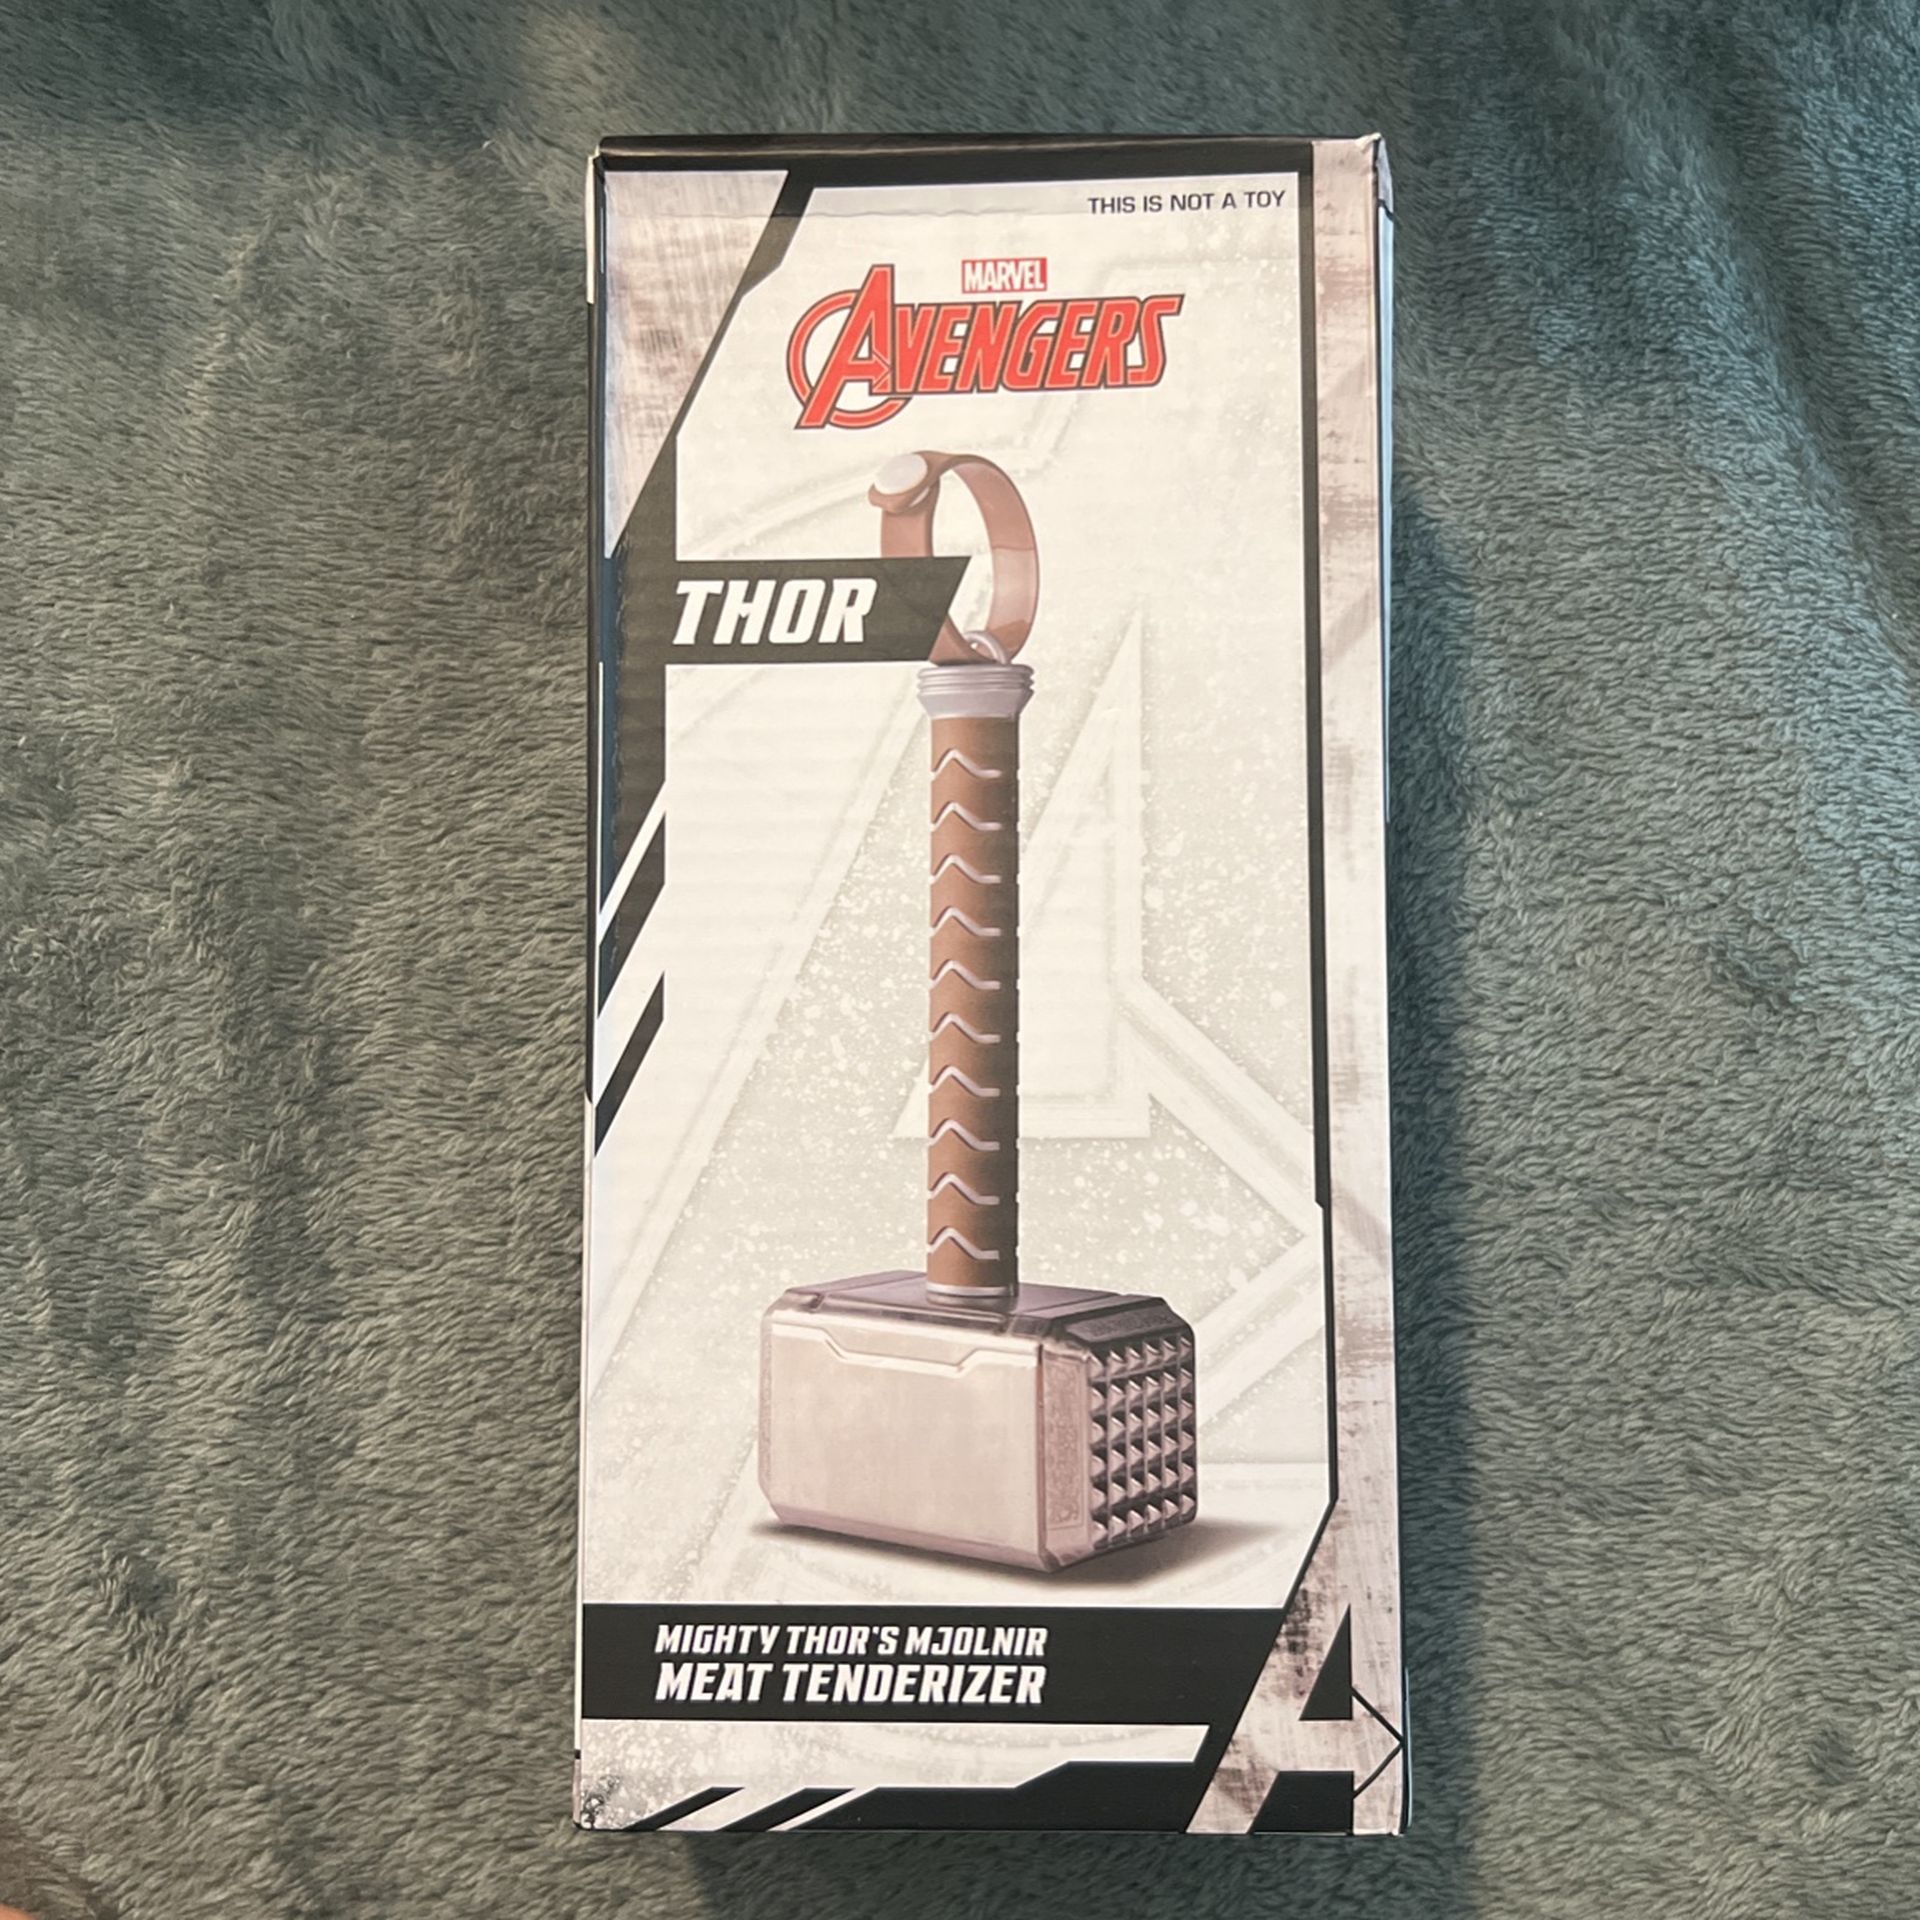 THIS IS NOT A TOY
MARVEL
AVENGERS
THOR
MIGHTY THOR'S MJOLNIR
MEAT TENDERIZER